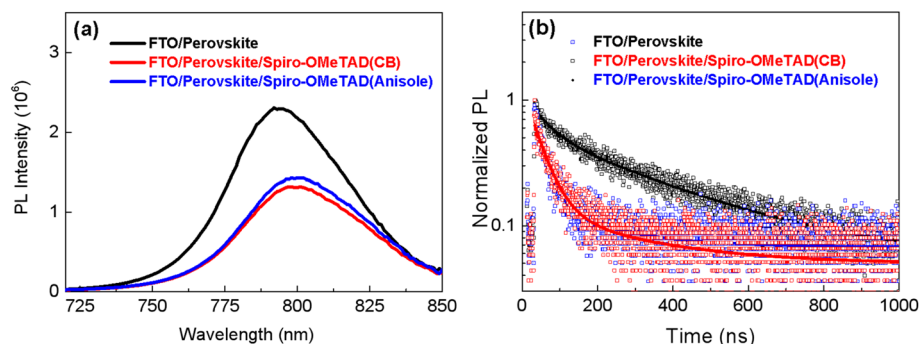 (a)
FTO/Perovskite
FTO/Perovskite/Spiro-OMeTAD(CB)
FTO/Perovskite/Spiro-OMeTAD(Anisole)
PL Intensity (10⁶)
3
2
1
0
725 750 775 800 825 850
Wavelength (nm)
(b)
FTO/Perovskite
FTO/Perovskite/Spiro-OMeTAD(CB)
FTO/Perovskite/Spiro-OMeTAD(Anisole)
Normalized PL
1
0.1
0 200 400 600 800 1000
Time (ns)